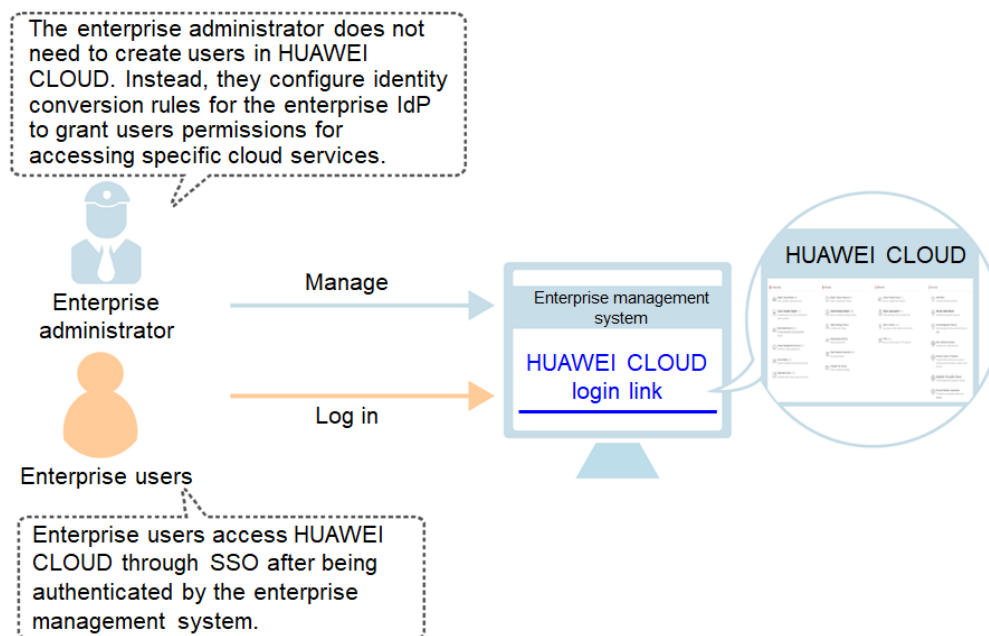 The enterprise administrator does not
need to create users in HUAWEI
CLOUD. Instead, they configure identity
conversion rules for the enterprise IdP
to grant users permissions for
accessing specific cloud services.
Enterprise
administrator
Manage
Enterprise management
system
HUAWEI CLOUD
login link
HUAWEI CLOUD
Log in
Enterprise users
Enterprise users access HUAWEI
CLOUD through SSO after being
authenticated by the enterprise
management system.